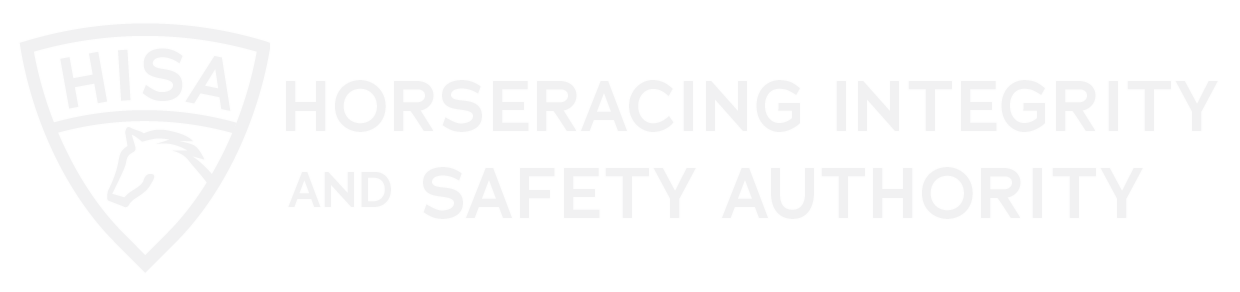 HISA
HORSERACING INTEGRITY
AND SAFETY AUTHORITY